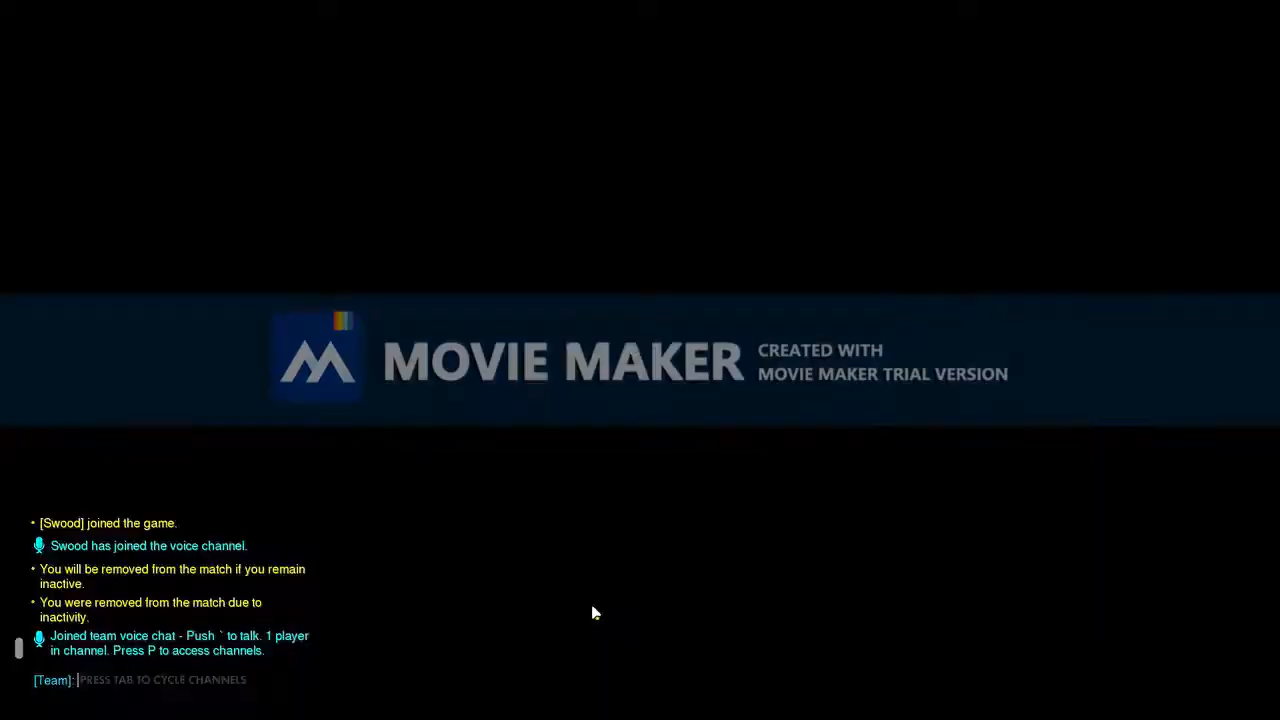 MOVIE MAKER
CREATED WITH
MOVIE MAKER TRIAL VERSION
• [Swood] joined the game.
Swood has joined the voice channel.
• You will be removed from the match if you remain
inactive.
• You were removed from the match due to
inactivity.
Joined team voice chat - Push ` to talk. 1 player
in channel. Press P to access channels.
[Team]: PRESS TAB TO CYCLE CHANNELS